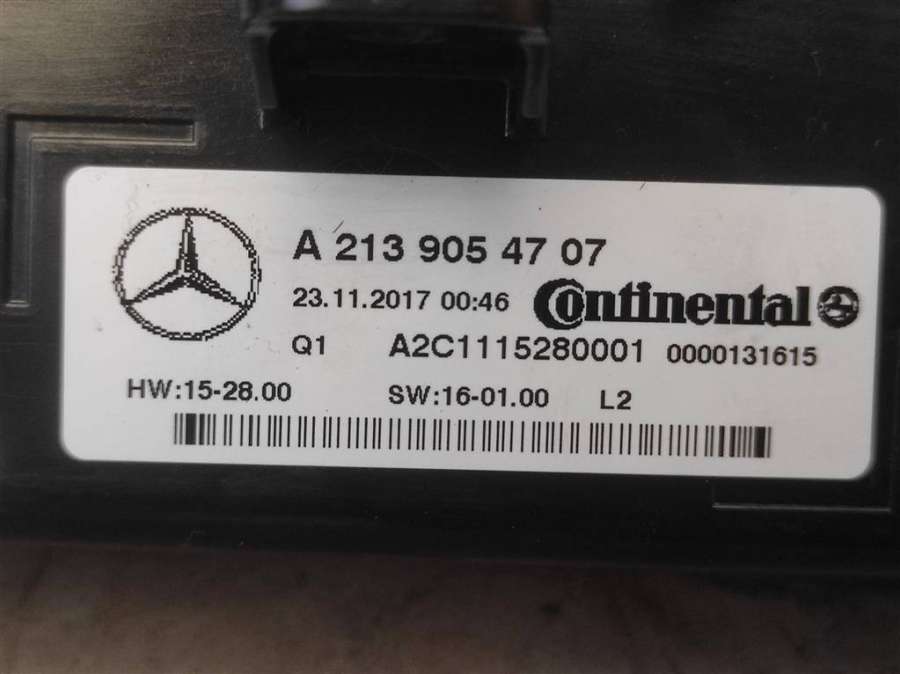 A 213 905 47 07
23.11.2017 00:46 Continental
Q1 A2C1115280001 0000131615
HW:15-28.00 SW:16-01.00 L2